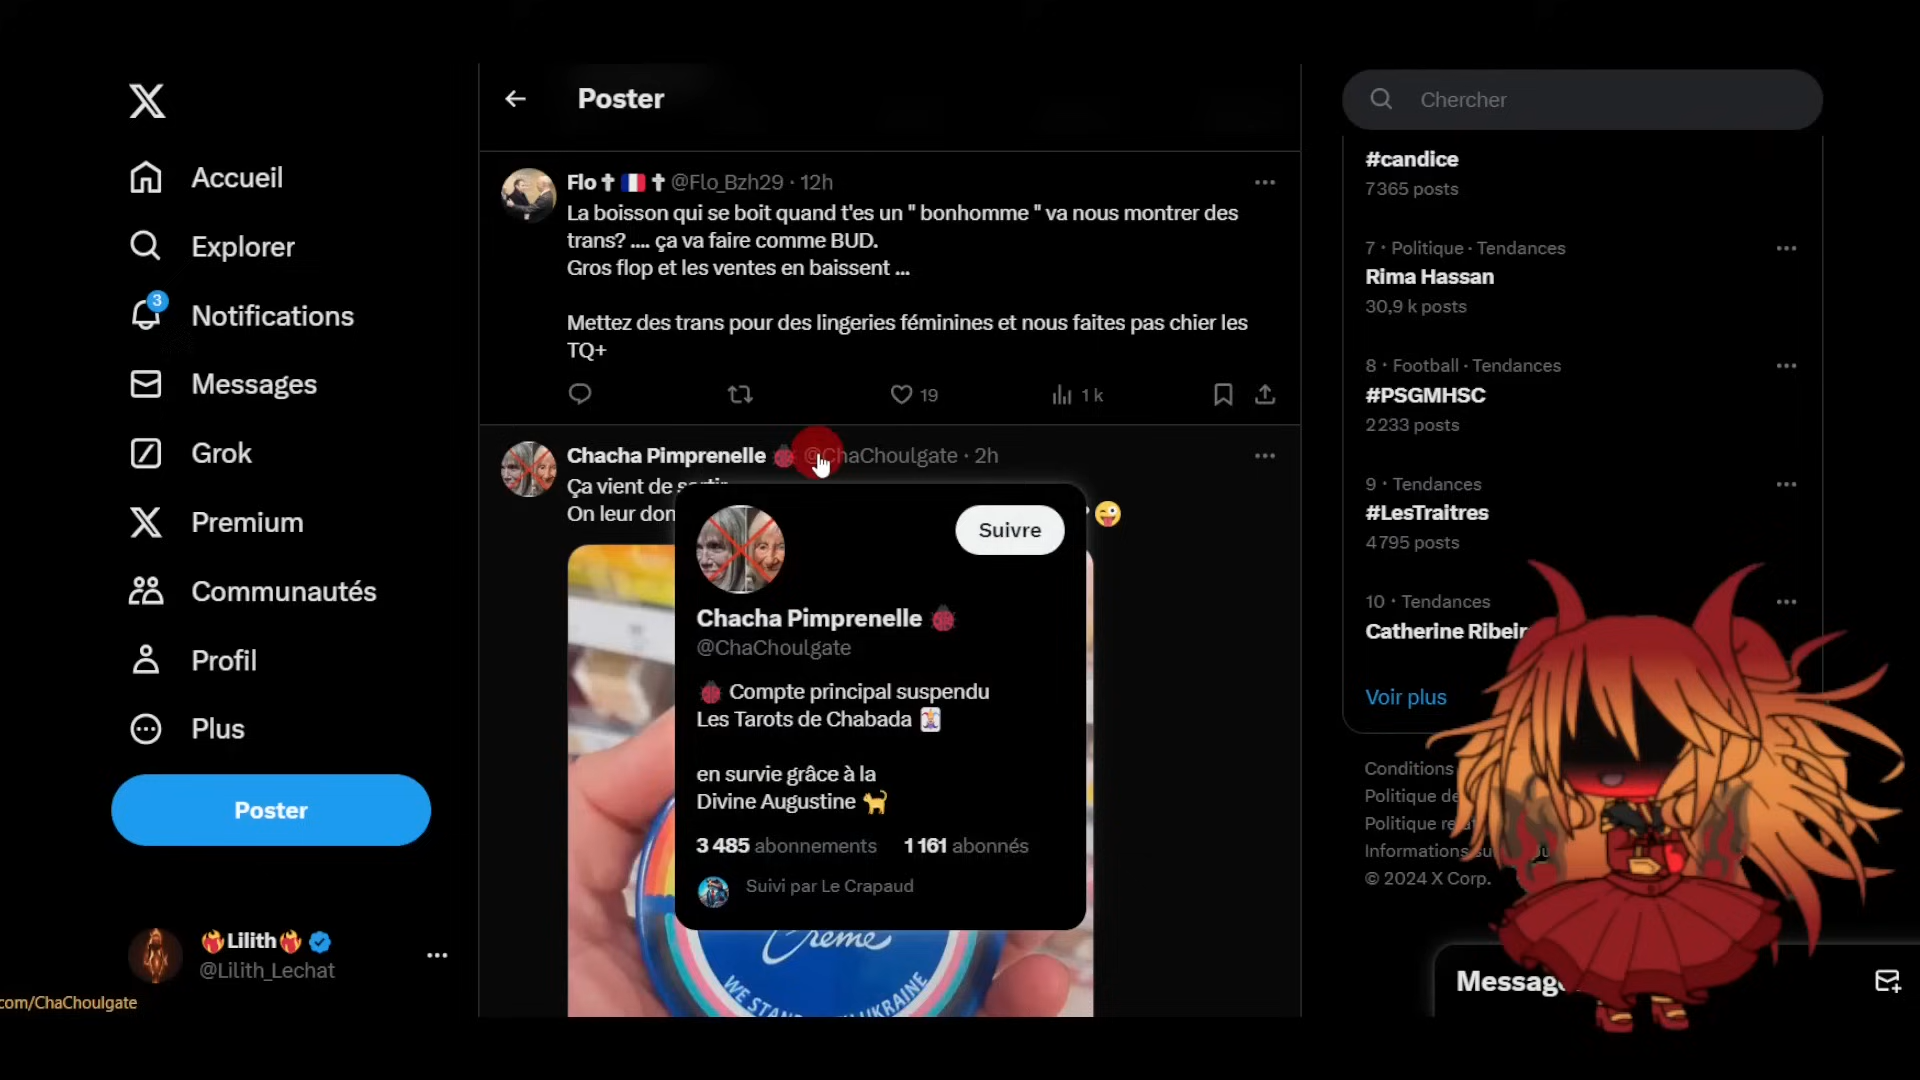 Accueil
Explorer
3
Notifications
Messages
Grok
Premium
Communautés
Profil
Plus
Poster
🔥Lilith🔥
@Lilith_Lechat
com/ChaChoulgate
Poster
Flo✝🇫🇷✝ @Flo_Bzh29 · 12h
La boisson qui se boit quand t'es un " bonhomme " va nous montrer des
trans? .... ça va faire comme BUD.
Gros flop et les ventes en baissent ...
Mettez des trans pour des lingeries féminines et nous faites pas chier les
TQ+
19
1 k
Chacha Pimprenelle 🐞 @ChaChoulgate · 2h
Ça vient de sortir
On leur don
😜
Suivre
Chacha Pimprenelle 🐞
@ChaChoulgate
🐞 Compte principal suspendu
Les Tarots de Chabada 🃏
en survie grâce à la
Divine Augustine 🐈
3 485 abonnements 1 161 abonnés
Suivi par Le Crapaud
Creme
WE STAND UKRAINE
Chercher
#candice
7365 posts
7 · Politique · Tendances
Rima Hassan
30,9 k posts
8 · Football · Tendances
#PSGMHSC
2233 posts
9 · Tendances
#LesTraitres
4795 posts
10 · Tendances
Catherine Ribeir
Voir plus
Conditions
Politique de
Politique
Informations
© 2024 X Corp.
Message